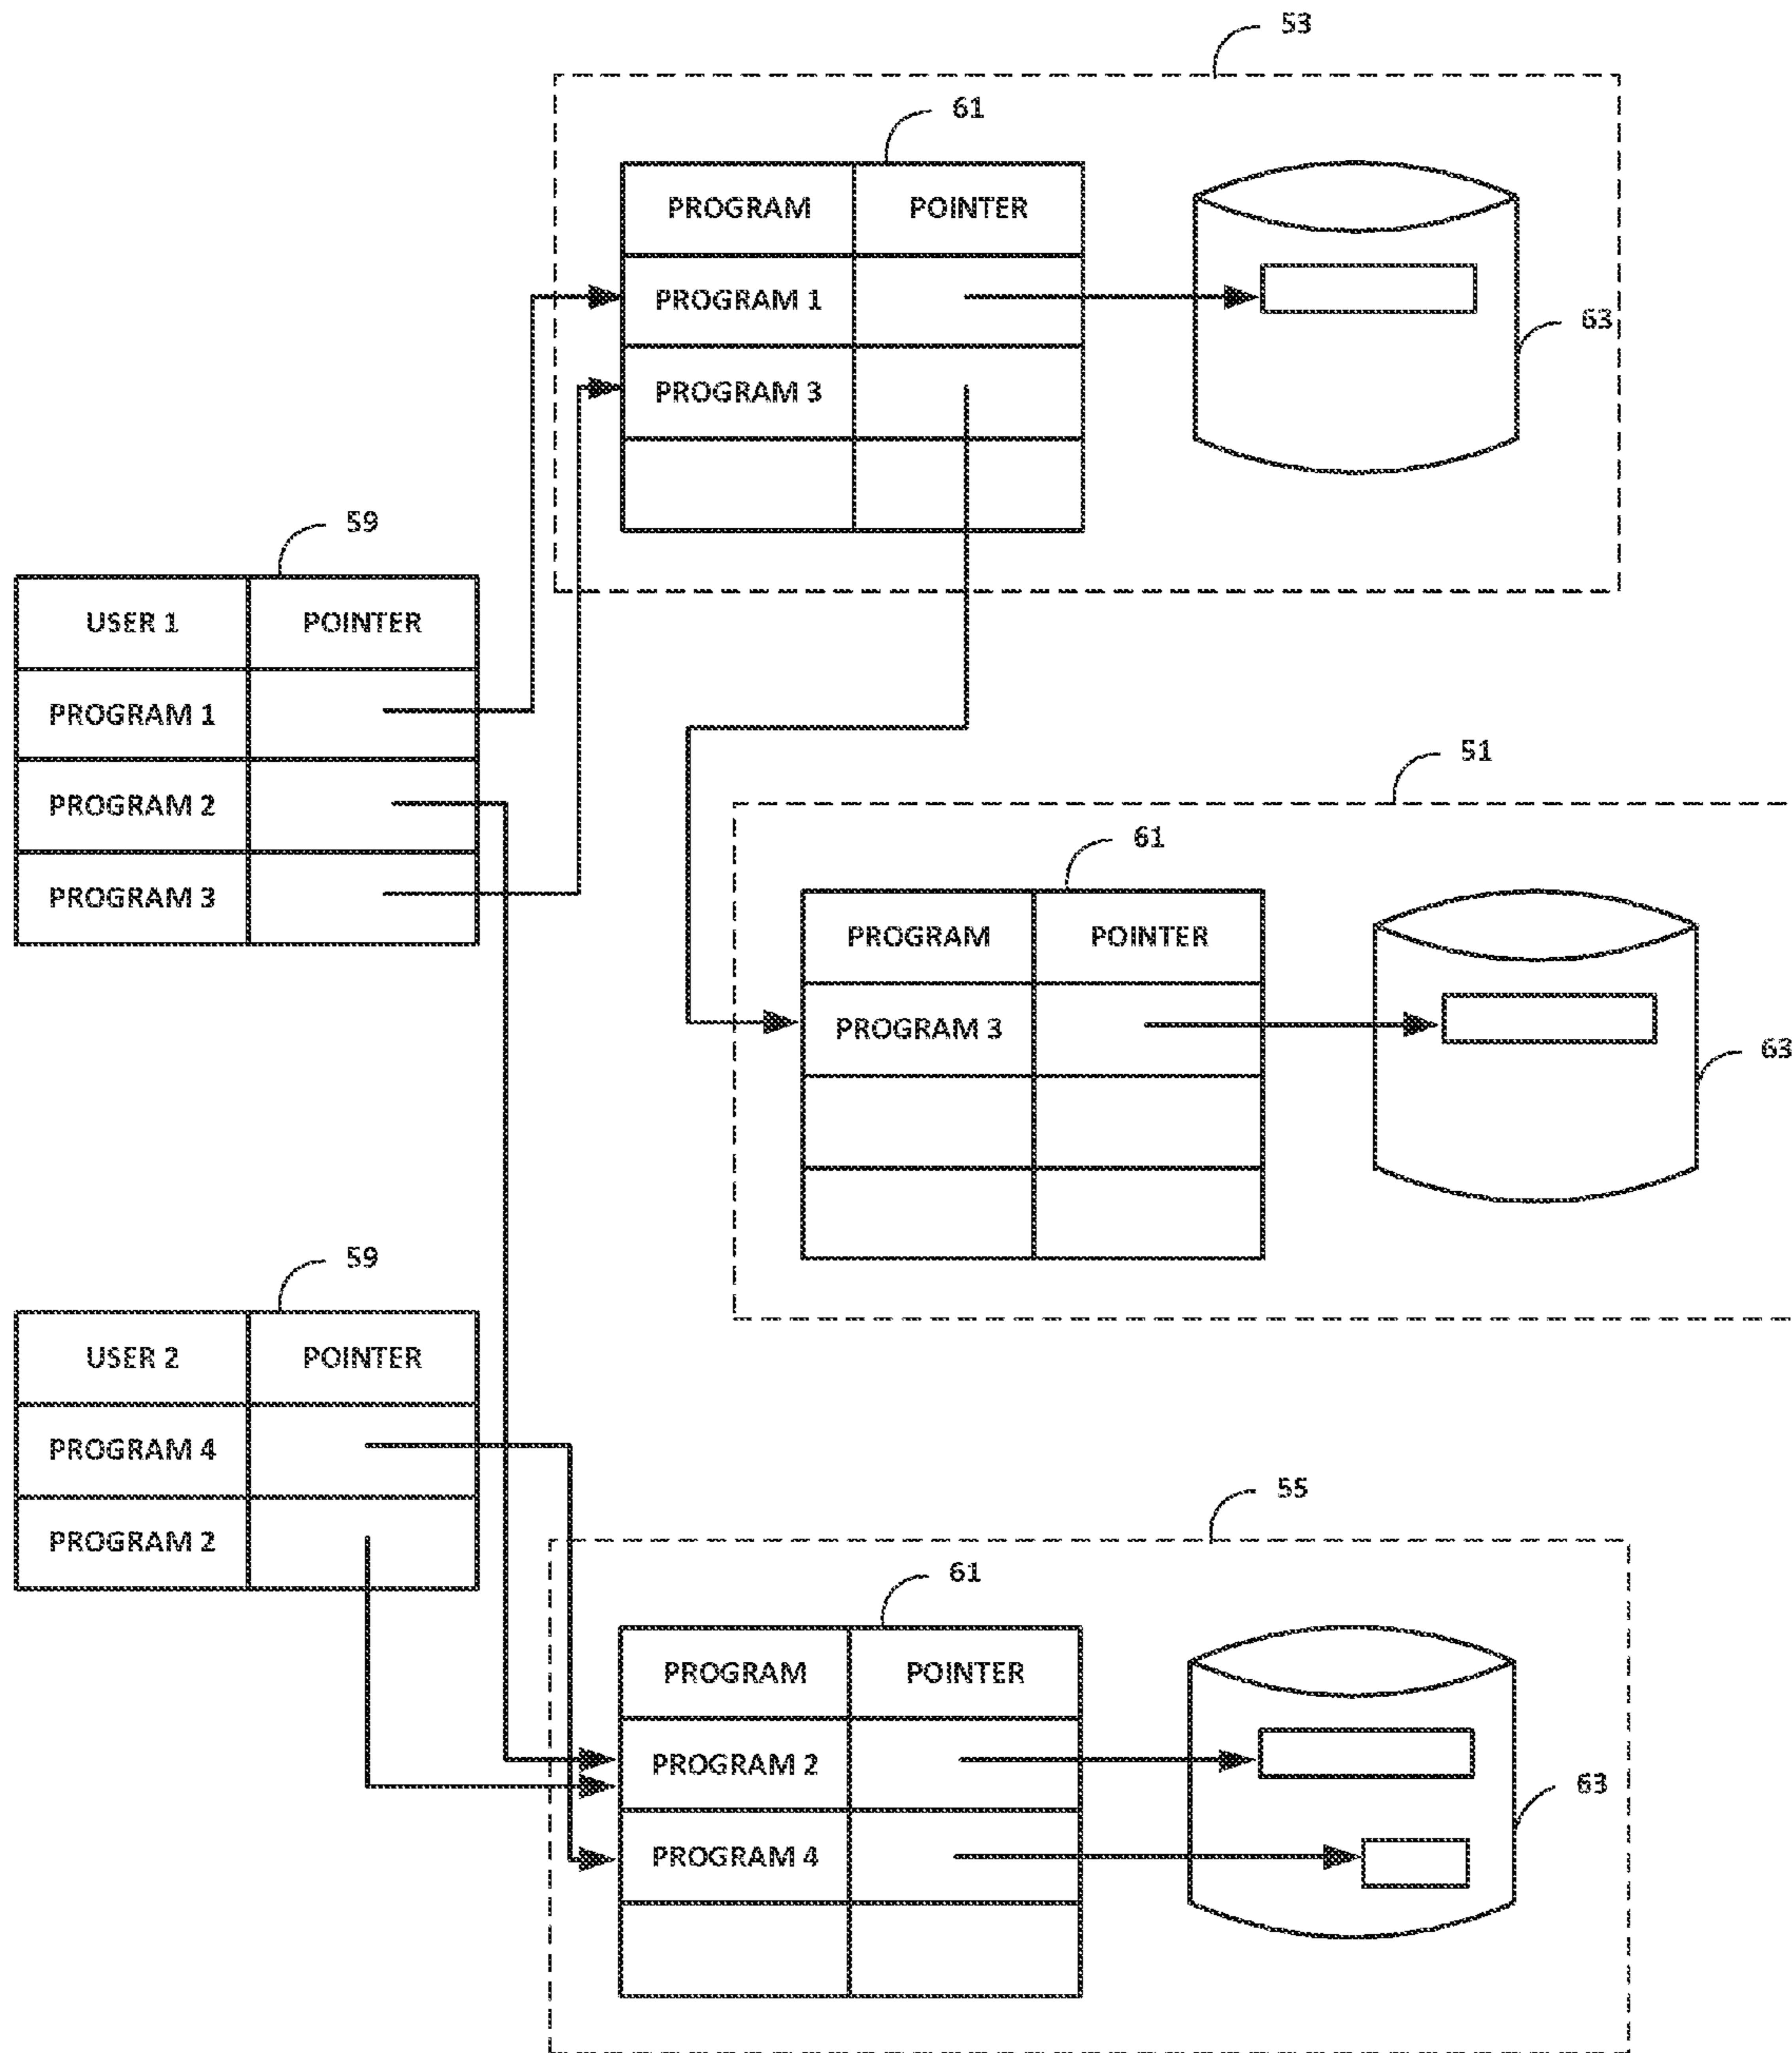 53
61
PROGRAM POINTER
PROGRAM 1
63
PROGRAM 3
59
USER 1 POINTER
PROGRAM 1
PROGRAM 2
PROGRAM 3
51
61
PROGRAM POINTER
PROGRAM 3
63
59
USER 2 POINTER
PROGRAM 4
PROGRAM 2
55
61
PROGRAM POINTER
PROGRAM 2
63
PROGRAM 4